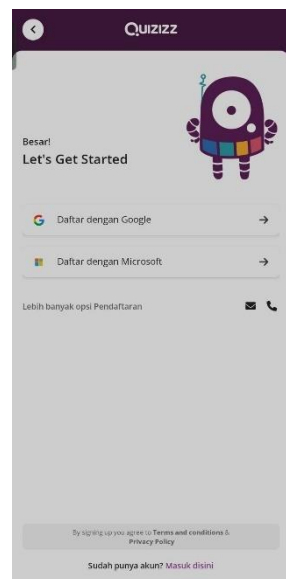 Quizizz
Besar!
Let's Get Started
Daftar dengan Google
Daftar dengan Microsoft
Lebih banyak opsi Pendaftaran
By signing up you agree to Terms and conditions &
Privacy Policy
Sudah punya akun? Masuk disini